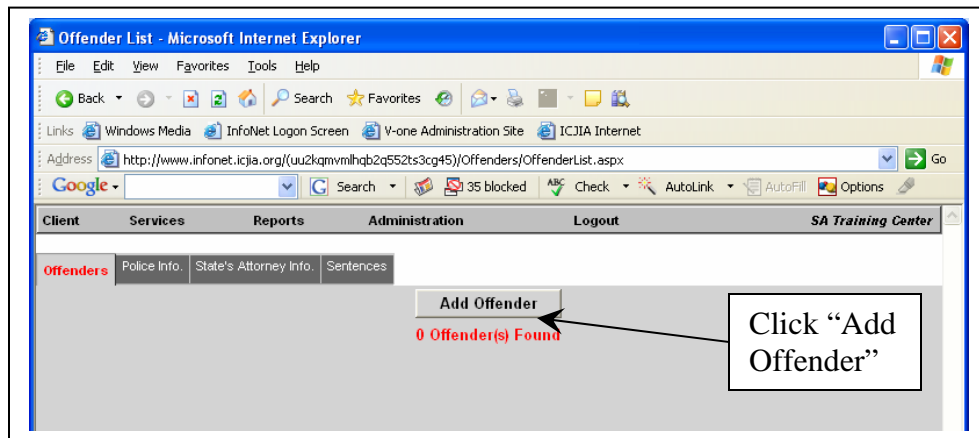 Offender List - Microsoft Internet Explorer
File Edit View Favorites Tools Help
Back Search Favorites
Links Windows Media InfoNet Logon Screen V-one Administration Site ICJIA Internet
Address http://www.infonet.icjia.org/(uu2kqmvmlhqb2q552ts3cg45)/Offenders/OffenderList.aspx Go
Google G Search 35 blocked ABC Check AutoLink AutoFill Options
Client Services Reports Administration Logout SA Training Center
Offenders Police Info. State's Attorney Info. Sentences
Add Offender
0 Offender(s) Found
Click “Add
Offender”